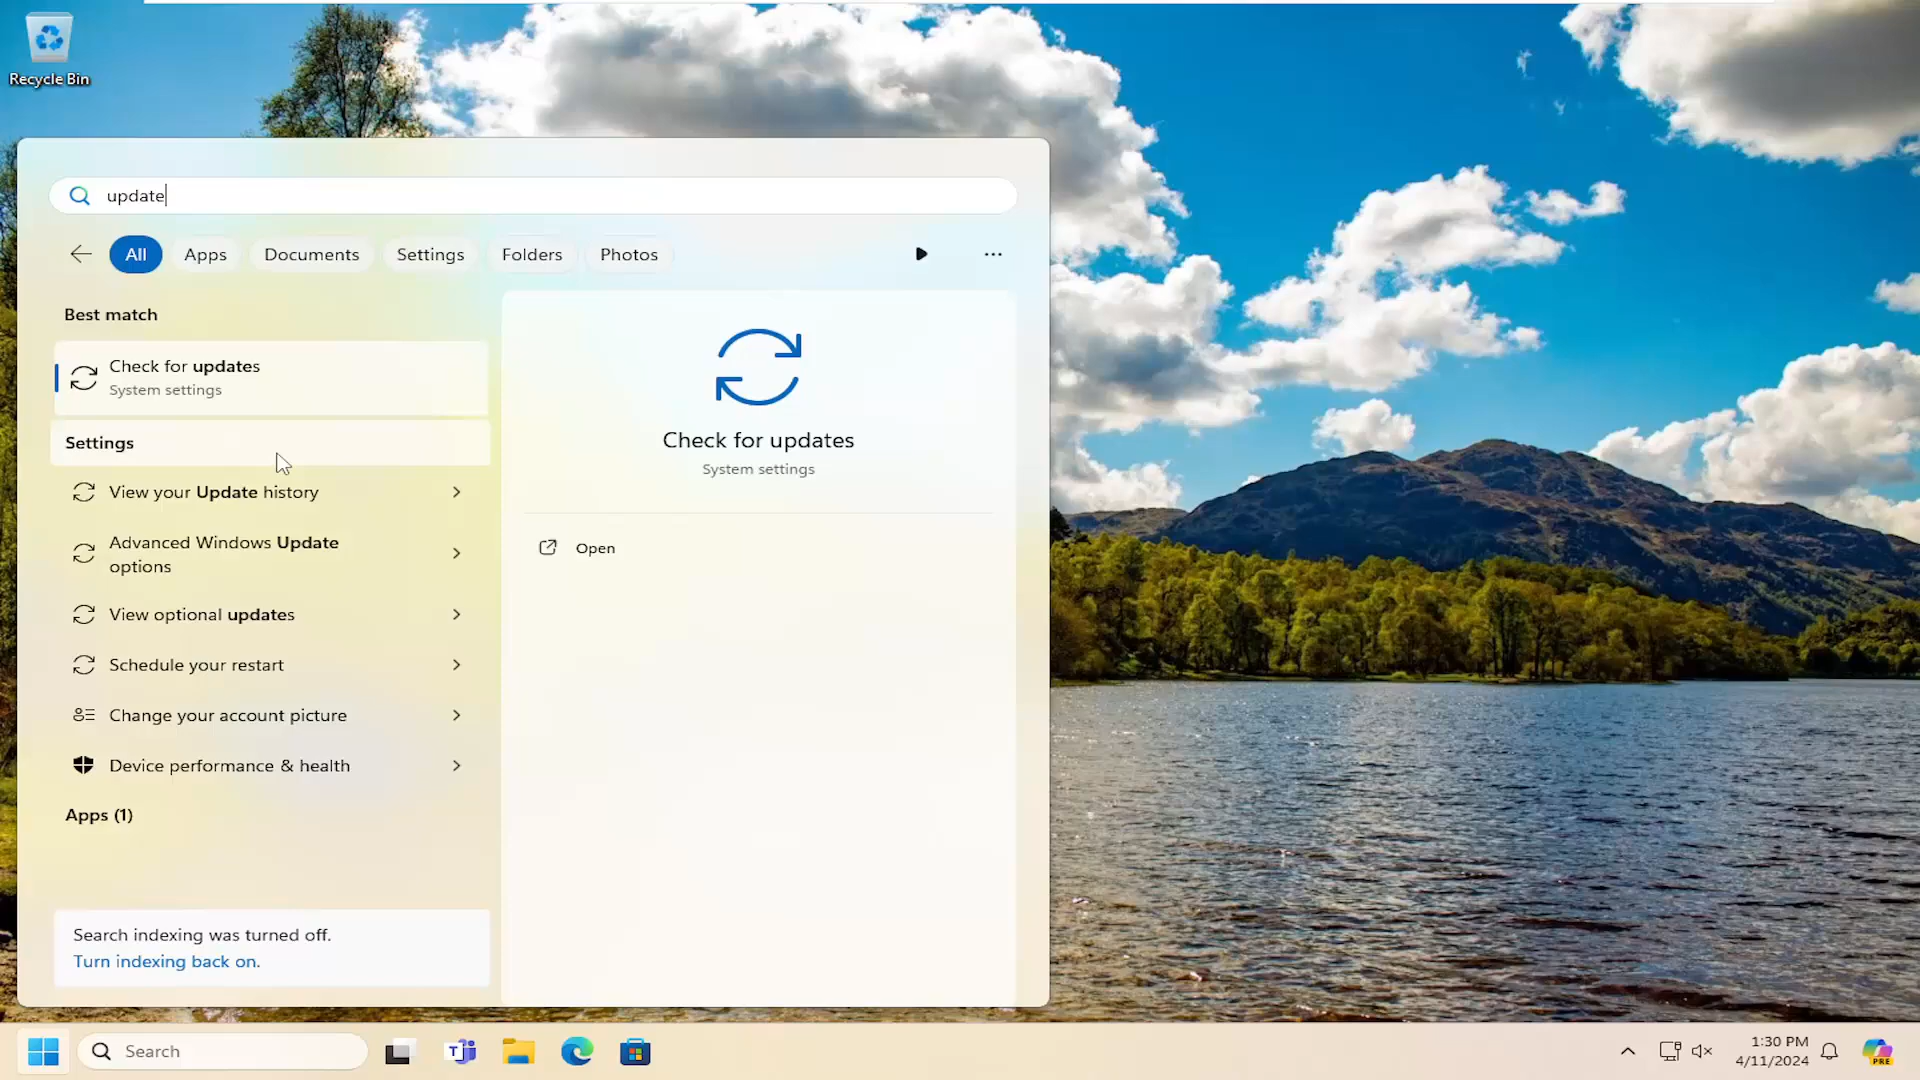 Recycle Bin
update
All
Apps
Documents
Settings
Folders
Photos
Best match
Check for updates
System settings
Settings
View your Update history
Advanced Windows Update
options
View optional updates
Schedule your restart
Change your account picture
Device performance & health
Apps (1)
Search indexing was turned off.
Turn indexing back on.
Check for updates
System settings
Open
Search
T
1:30 PM
4/11/2024
PRE